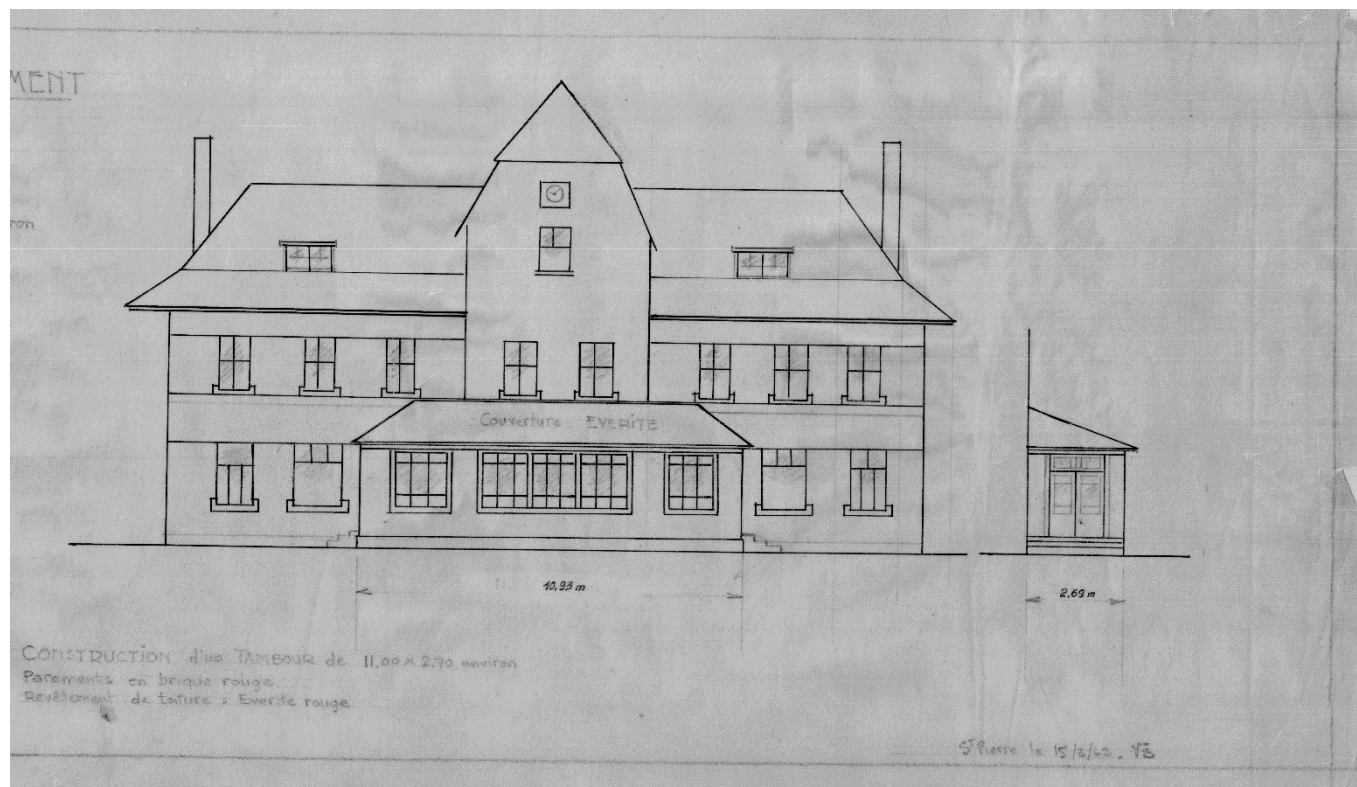 MENT
Couverture EVERITE
10.93 m
2.69 m
CONSTRUCTION d'un TAMBOUR de 11.00 x 2.70 environ
Parements en brique rouge
Revêtement de toiture : Everite rouge
St Pierre le 15/3/62.